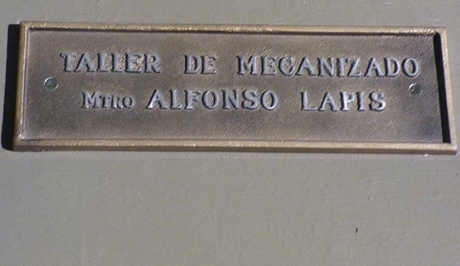 TALLER DE MECANIZADO
MTRO ALFONSO LAPIS